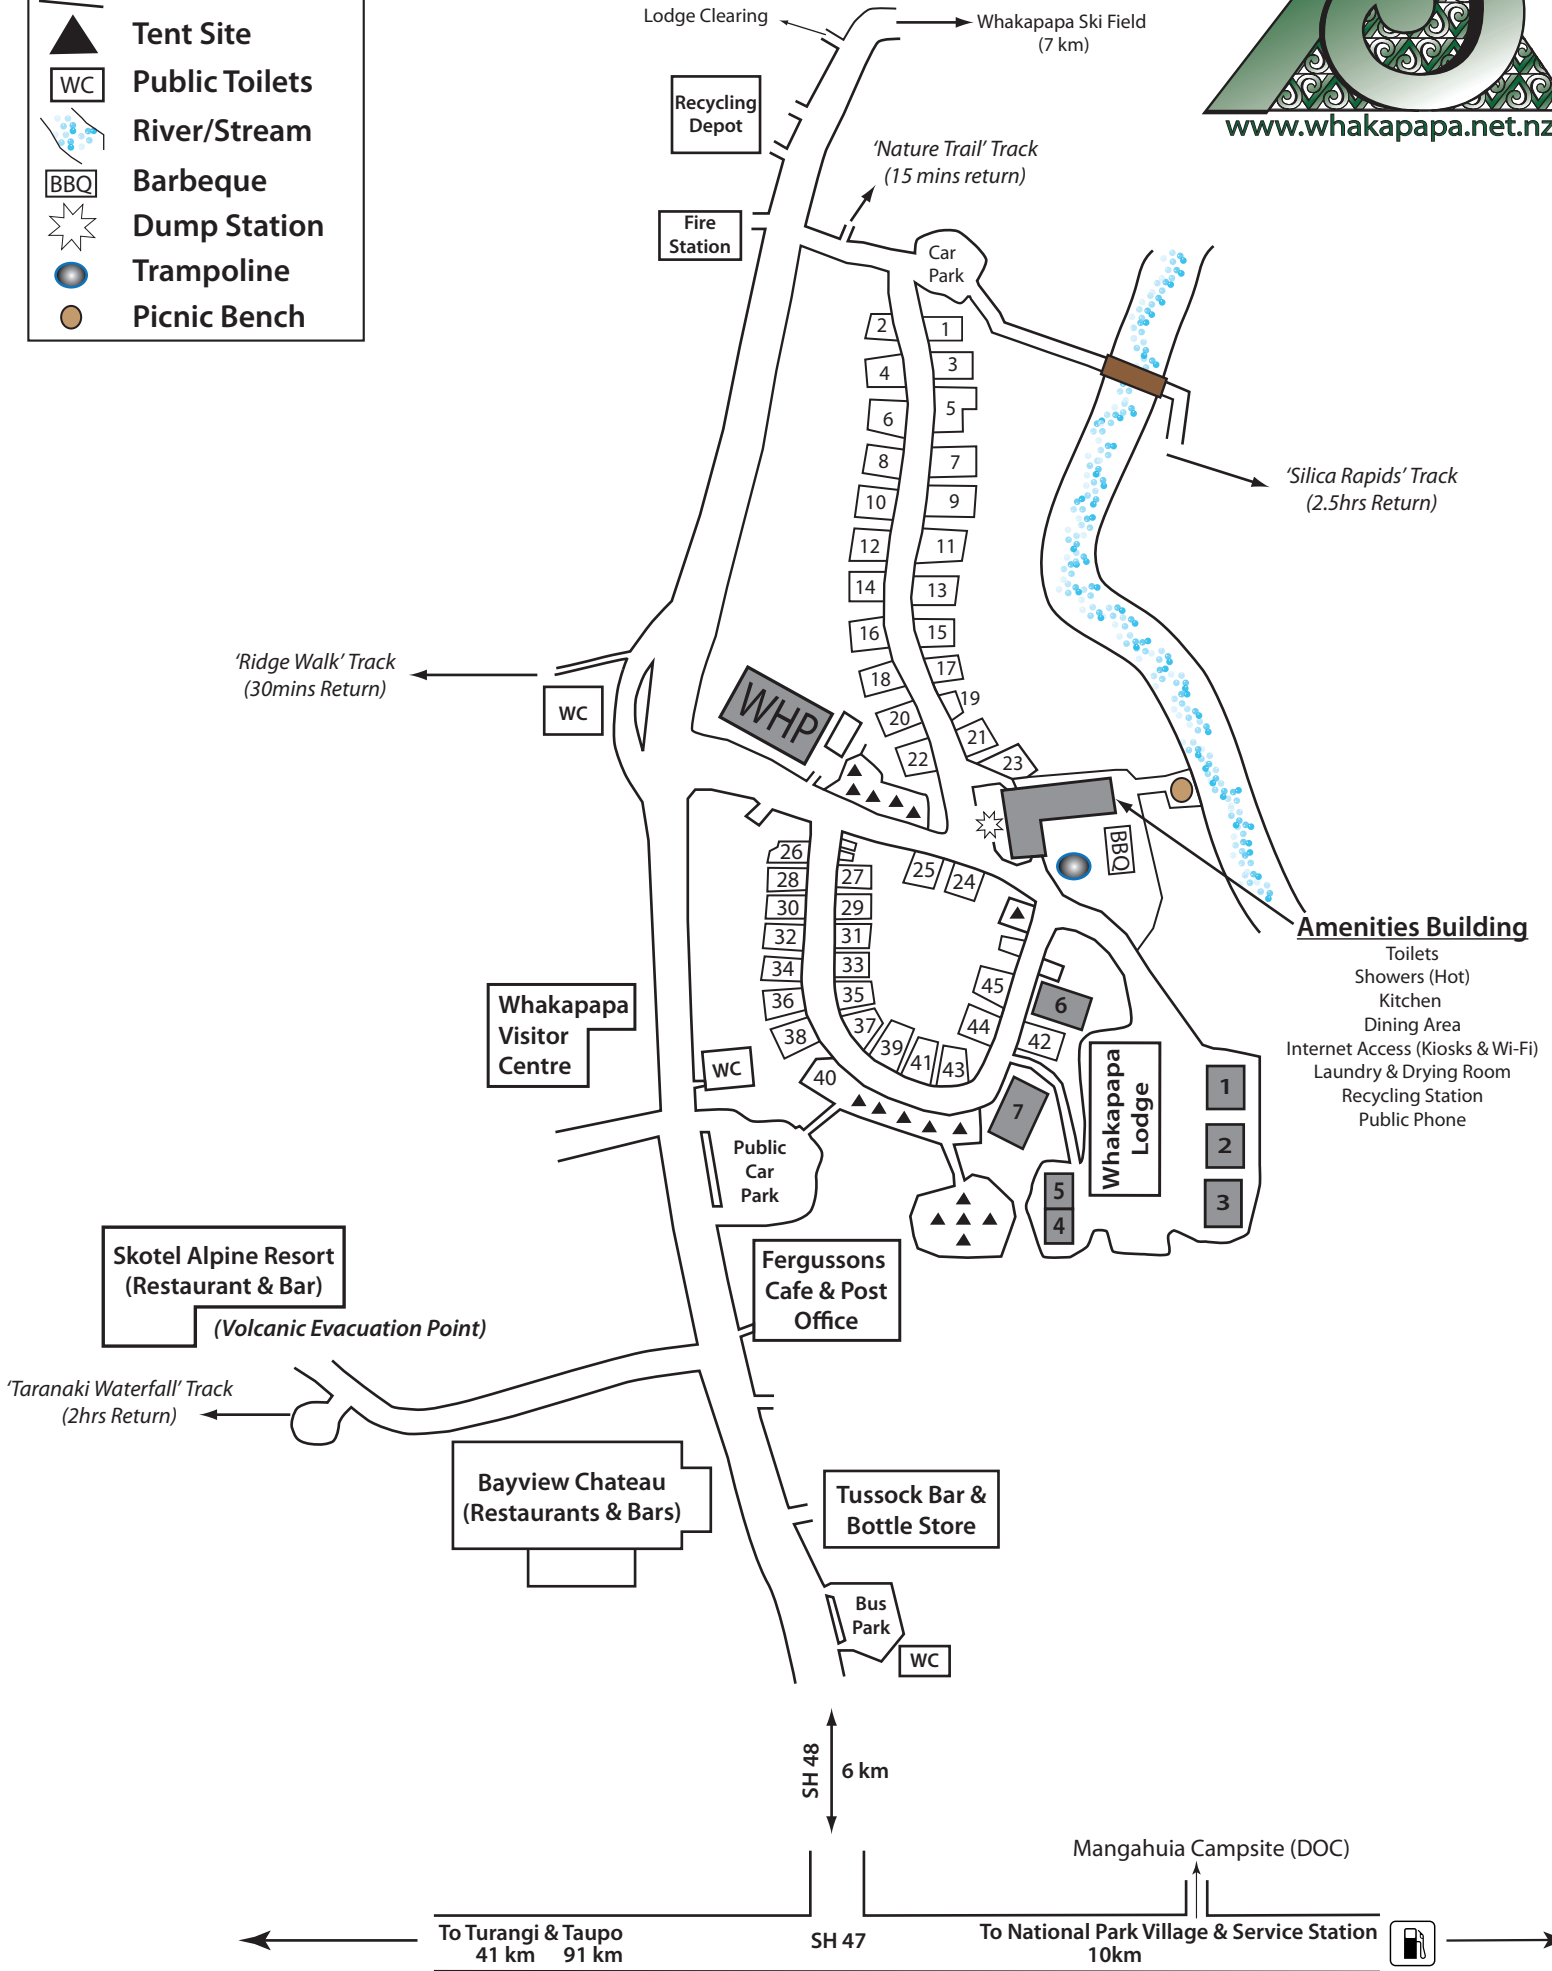 Tent Site
WC
Public Toilets
River/Stream
BBQ
Barbeque
Dump Station
Trampoline
Picnic Bench
Lodge Clearing
Whakapapa Ski Field
(7 km)
www.whakapapa.net.nz
Recycling
Depot
'Nature Trail' Track
(15 mins return)
Fire
Station
Car
Park
2
1
4
3
6
5
8
7
10
9
12
11
14
13
16
15
18
17
20
19
22
21
23
'Silica Rapids' Track
(2.5hrs Return)
'Ridge Walk' Track
(30mins Return)
WC
WHP
BBQ
26
27
25
24
28
29
30
31
32
33
34
35
36
37
38
39
40
41
43
45
44
42
6
7
Amenities Building
Toilets
Showers (Hot)
Kitchen
Dining Area
Internet Access (Kiosks & Wi-Fi)
Laundry & Drying Room
Recycling Station
Public Phone
Whakapapa
Visitor
Centre
WC
Whakapapa
Lodge
1
2
3
5
4
Public
Car
Park
Skotel Alpine Resort
(Restaurant & Bar)
(Volcanic Evacuation Point)
Fergussons
Cafe & Post
Office
'Taranaki Waterfall' Track
(2hrs Return)
Bayview Chateau
(Restaurants & Bars)
Tussock Bar &
Bottle Store
Bus
Park
WC
SH 48
6 km
Mangahuia Campsite (DOC)
To Turangi & Taupo
41 km 91 km
SH 47
To National Park Village & Service Station
10km